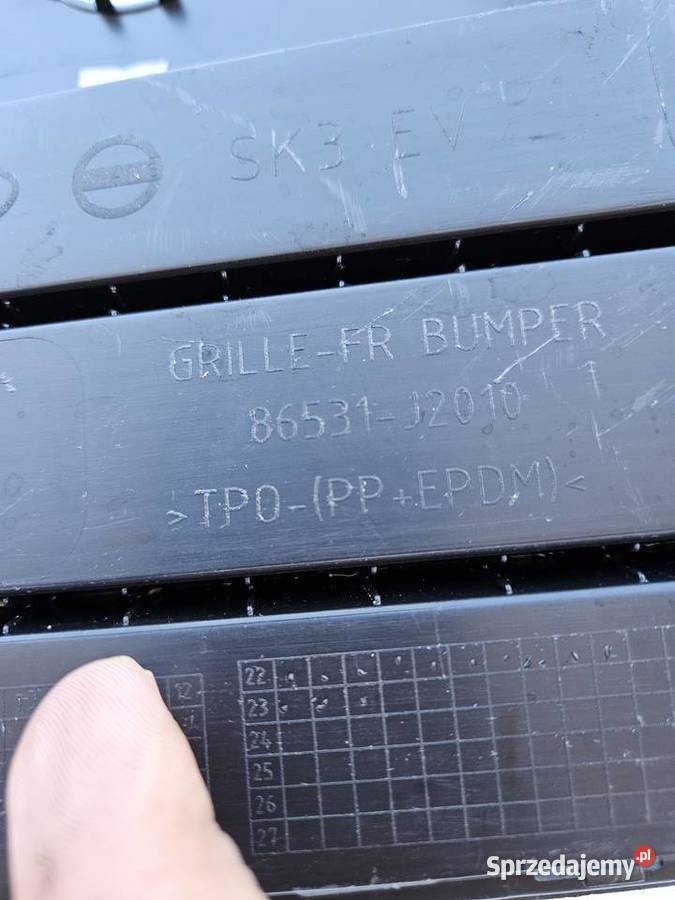 SK3 EV
GRILLE-FR BUMPER
86531-J2010
>TPO-(PP+EPDM)<
12
22
23
24
25
26
27
Sprzedajemy.pl